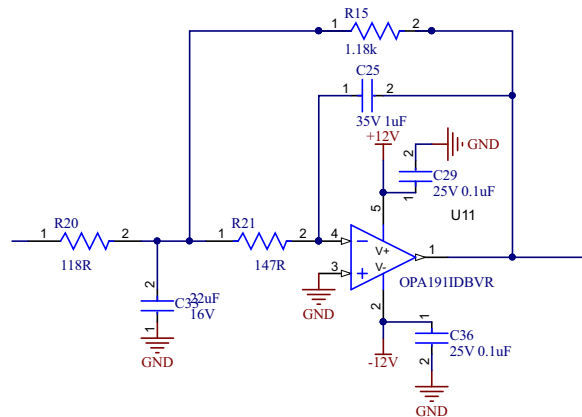 R15
1 2
1.18k
C25
1 2
35V 1uF
+12V
2
GND
C29
25V 0.1uF
1
U11
5
R20
1 2
118R
R21
1 2
147R
4
3
V+
V-
1
OPA191IDBVR
GND
2
2
C33
22uF
16V
1
GND
-12V
1
C36
25V 0.1uF
2
GND